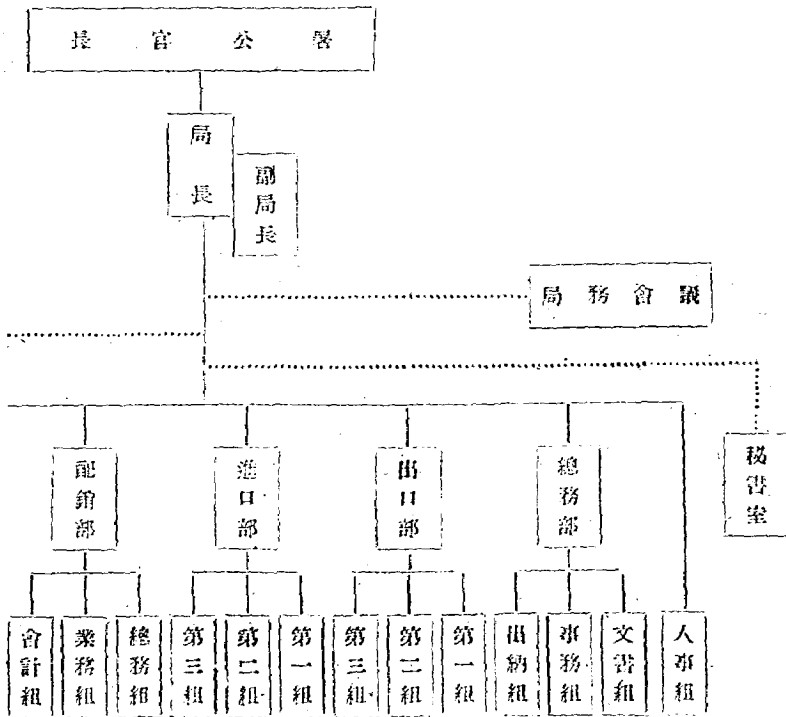 長官公署
局長
副局長
局務會議
秘書室
總務部
出口部
進口部
配銷部
人事組
文書組
事務組
出納組
第一組
第二組
第三組
第一組
第二組
第三組
總務組
業務組
會計組